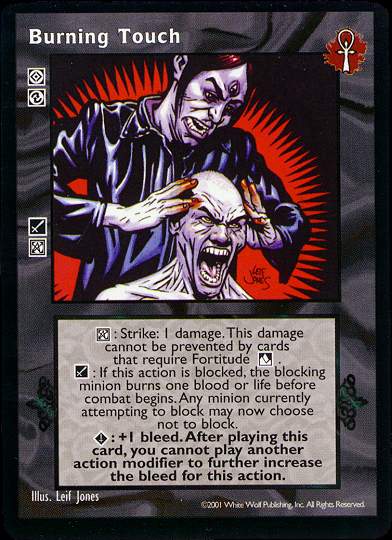 Burning Touch
LEIF
JONES
: Strike: 1 damage. This damage
cannot be prevented by cards
that require Fortitude .
: If this action is blocked, the blocking
minion burns one blood or life before
combat begins. Any minion currently
attempting to block may now choose
not to block.
: +1 bleed. After playing this
card, you cannot play another
action modifier to further increase
the bleed for this action.
Illus. Leif Jones
©2001 White Wolf Publishing, Inc. All Rights Reserved.